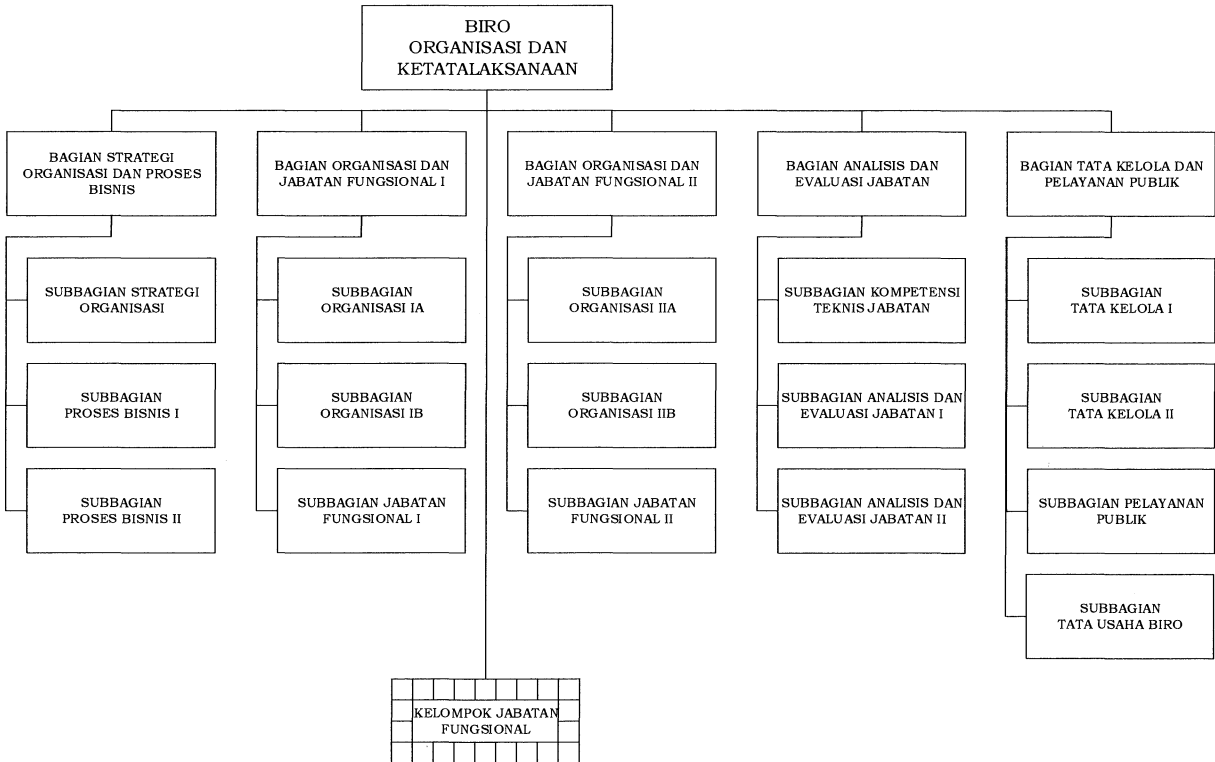 BIRO
ORGANISASI DAN
KETATALAKSANAAN
BAGIAN STRATEGI
ORGANISASI DAN PROSES
BISNIS
BAGIAN ORGANISASI DAN
JABATAN FUNGSIONAL I
BAGIAN ORGANISASI DAN
JABATAN FUNGSIONAL II
BAGIAN ANALISIS DAN
EVALUASI JABATAN
BAGIAN TATA KELOLA DAN
PELAYANAN PUBLIK
SUBBAGIAN STRATEGI
ORGANISASI
SUBBAGIAN
ORGANISASI IA
SUBBAGIAN
ORGANISASI IIA
SUBBAGIAN KOMPETENSI
TEKNIS JABATAN
SUBBAGIAN
TATA KELOLA I
SUBBAGIAN
PROSES BISNIS I
SUBBAGIAN
ORGANISASI IB
SUBBAGIAN
ORGANISASI IIB
SUBBAGIAN ANALISIS DAN
EVALUASI JABATAN I
SUBBAGIAN
TATA KELOLA II
SUBBAGIAN
PROSES BISNIS II
SUBBAGIAN JABATAN
FUNGSIONAL I
SUBBAGIAN JABATAN
FUNGSIONAL II
SUBBAGIAN ANALISIS DAN
EVALUASI JABATAN II
SUBBAGIAN PELAYANAN
PUBLIK
SUBBAGIAN
TATA USAHA BIRO
KELOMPOK JABATAN
FUNGSIONAL